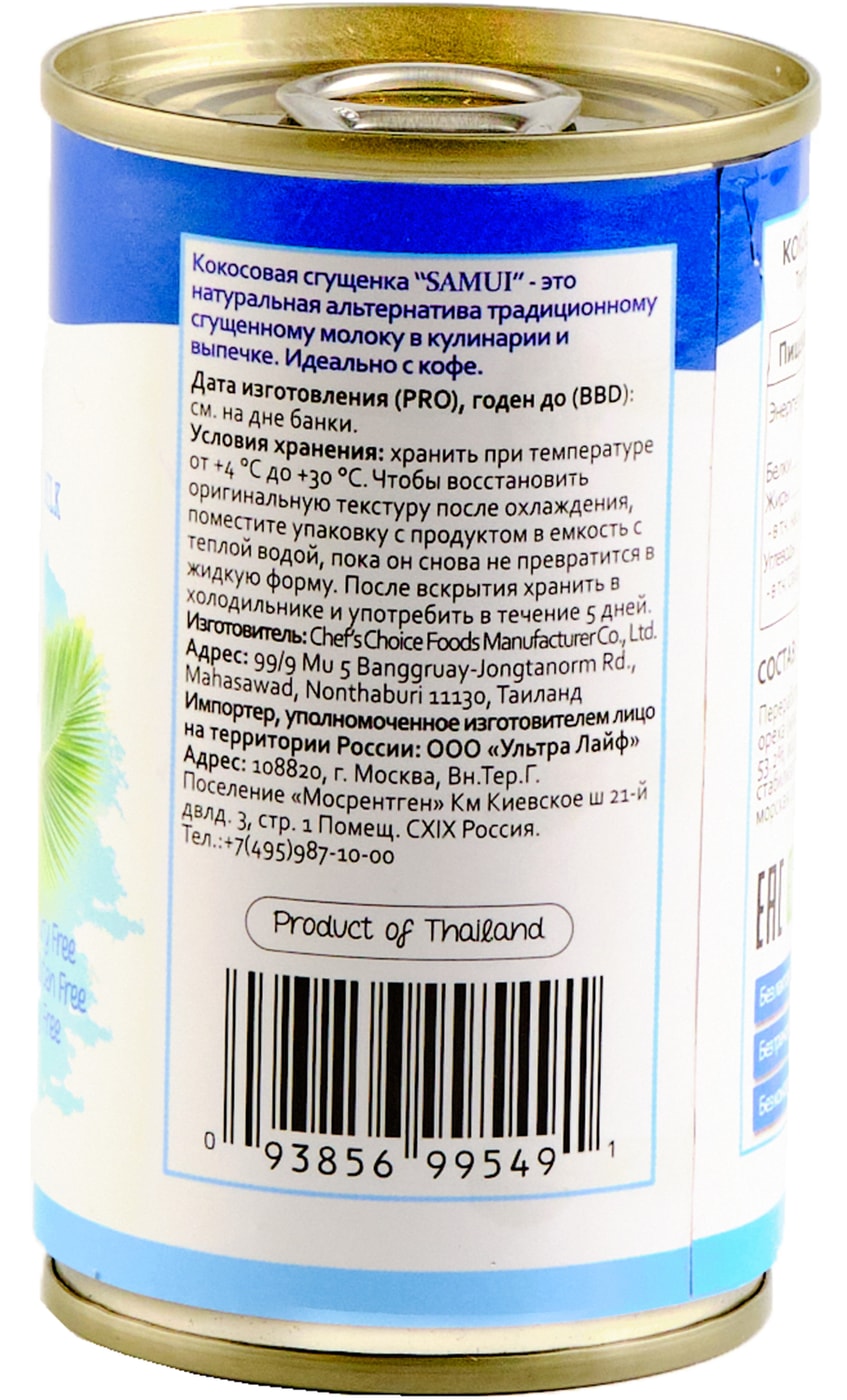 Кокосовая сгущенка "SAMUI" - это
натуральная альтернатива традиционному
сгущенному молоку в кулинарии и
выпечке. Идеально с кофе.
Дата изготовления (PRO), годен до (BBD):
см. на дне банки.
Условия хранения: хранить при температуре
от +4 °C до +30 °C. Чтобы восстановить
оригинальную текстуру после охлаждения,
поместите упаковку с продуктом в емкость с
теплой водой, пока он снова не превратится в
жидкую форму. После вскрытия хранить в
холодильнике и употребить в течение 5 дней.
Изготовитель: Chef's Choice Foods Manufacturer Co., Ltd.
Адрес: 99/9 Mu 5 Banggruay-Jongtanorm Rd.,
Mahasawad, Nonthaburi 11130, Таиланд
Импортер, уполномоченное изготовителем лицо
на территории России: ООО «Ультра Лайф»
Адрес: 108820, г. Москва, Вн.Тер.Г.
Поселение «Мосрентген» Км Киевское ш 21-й
двлд. 3, стр. 1 Помещ. CXIX Россия.
Тел.:+7(495)987-10-00
Product of Thailand
0 93856 99549 1
Free
Free
Free
EAC